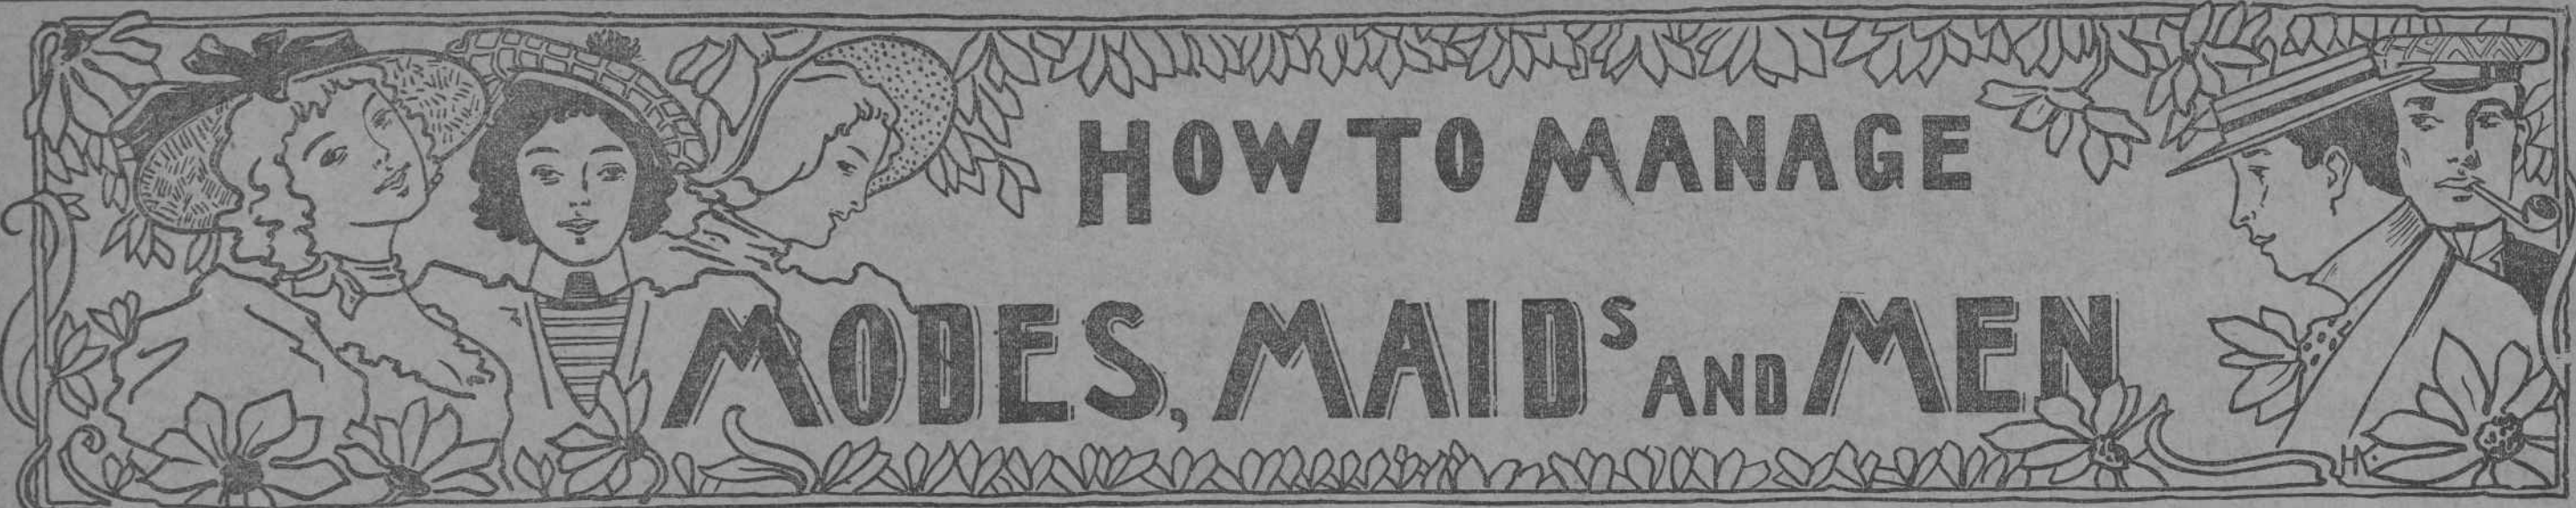 HOW TO MANAGE
MODES, MAIDS AND MEN
H.